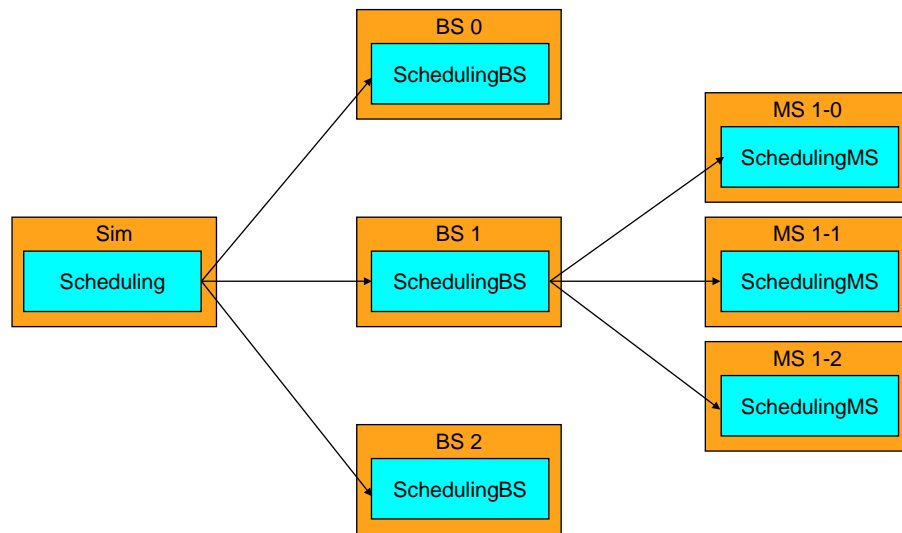 Sim
Scheduling
BS 0
SchedulingBS
BS 1
SchedulingBS
BS 2
SchedulingBS
MS 1-0
SchedulingMS
MS 1-1
SchedulingMS
MS 1-2
SchedulingMS